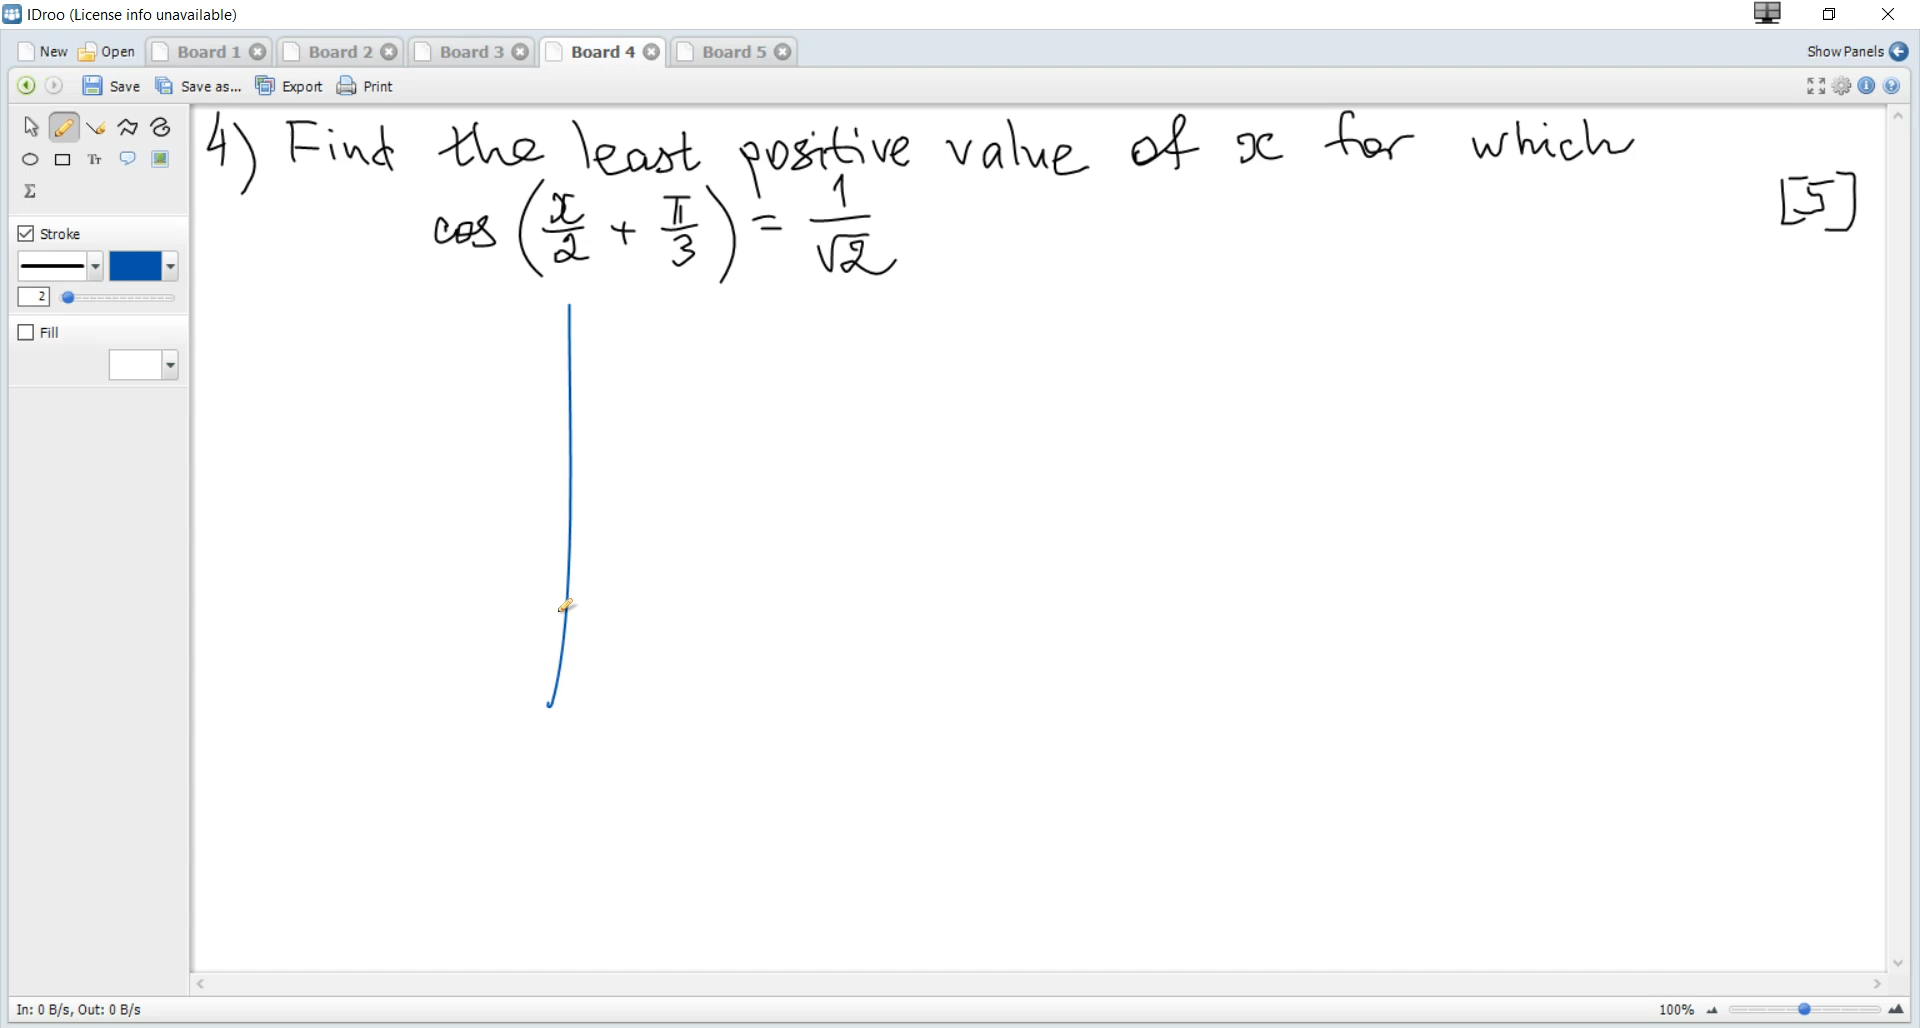 IDroo (License info unavailable)
New Open Board 1 Board 2 Board 3 Board 4 Board 5 Show Panels
Save Save as... Export Print
4) Find the least positive value of x for which
cos(x/2 + π/3) = 1/√2 [5]
Tт
Σ
Stroke
2
Fill
In: 0 B/s, Out: 0 B/s 100%